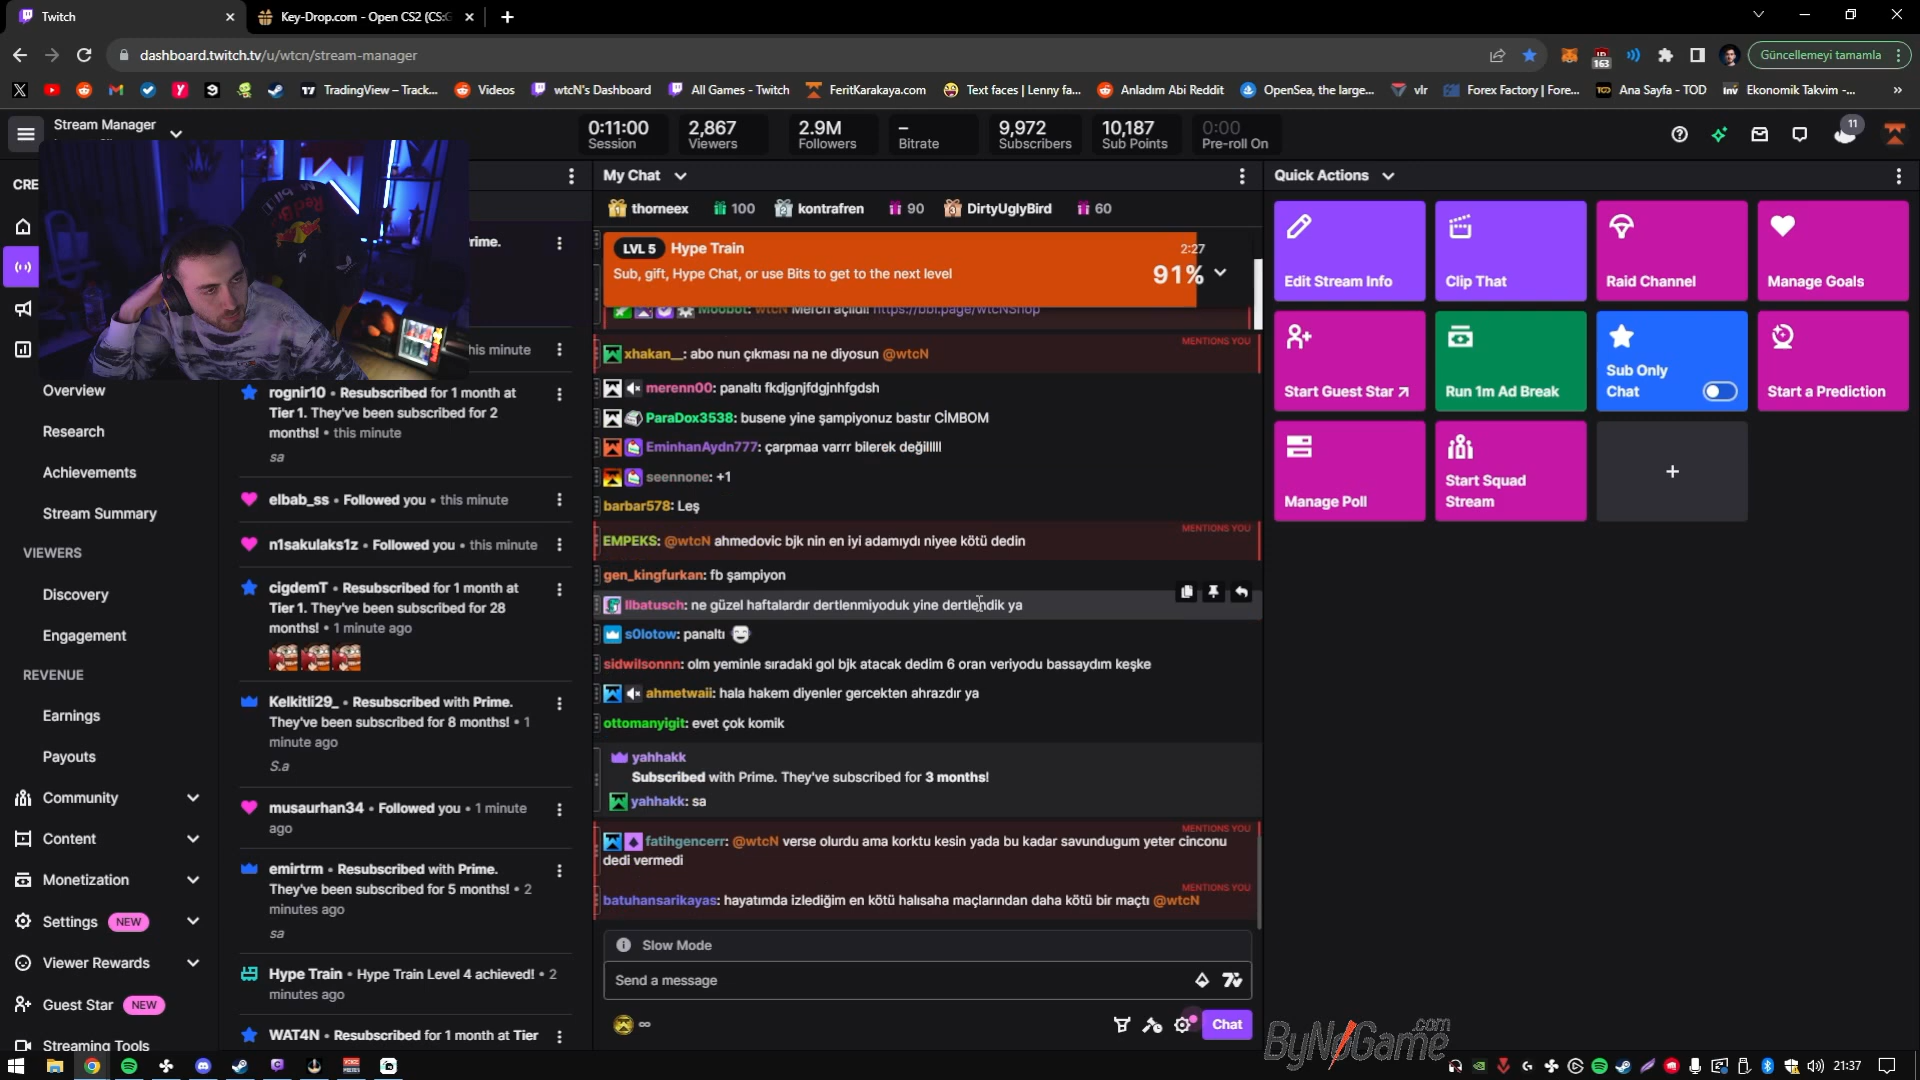 Twitch
Key-Drop.com - Open CS2 (CS:G
dashboard.twitch.tv/u/wtcn/stream-manager
163
Güncellemeyi tamamla
TradingView – Track...
Videos
wtcN's Dashboard
All Games - Twitch
FeritKarakaya.com
Text faces | Lenny fa...
Anladım Abi Reddit
OpenSea, the large...
vlr
Forex Factory | Fore...
Ana Sayfa - TOD
Ekonomik Takvim -...
»
Stream Manager
0:11:00
Session
2,867
Viewers
2.9M
Followers
–
Bitrate
9,972
Subscribers
10,187
Sub Points
0:00
Pre-roll On
11
CRE
Overview
Research
Achievements
Stream Summary
VIEWERS
Discovery
Engagement
REVENUE
Earnings
Payouts
Community
Content
Monetization
Settings NEW
Viewer Rewards
Guest Star NEW
Streaming Tools
rime.
his minute
rognir10 • Resubscribed for 1 month at
Tier 1. They've been subscribed for 2
months! • this minute
sa
elbab_ss • Followed you • this minute
n1sakulaks1z • Followed you • this minute
cigdemT • Resubscribed for 1 month at
Tier 1. They've been subscribed for 28
months! • 1 minute ago
Kelkitli29_ • Resubscribed with Prime.
They've been subscribed for 8 months! • 1
minute ago
S.a
musaurhan34 • Followed you • 1 minute
ago
emirtrm • Resubscribed with Prime.
They've been subscribed for 5 months! • 2
minutes ago
sa
Hype Train • Hype Train Level 4 achieved! • 2
minutes ago
WAT4N • Resubscribed for 1 month at Tier
My Chat
thorneex 100
kontrafren 90
DirtyUglyBird 60
LVL 5 Hype Train
2:27
Sub, gift, Hype Chat, or use Bits to get to the next level
91%
Moobot: wtcN Merch açıldı! https://bbl.page/wtcNShop
MENTIONS YOU
xhakan__: abo nun çıkması na ne diyosun @wtcN
merenn00: panaltı fkdjgnjfdgjnhfgdsh
ParaDox3538: busene yine şampiyonuz bastır CİMBOM
EminhanAydn777: çarpmaa varrr bilerek değilllll
seennone: +1
barbar578: Leş
MENTIONS YOU
EMPEKS: @wtcN ahmedovic bjk nin en iyi adamıydı niyee kötü dedin
gen_kingfurkan: fb şampiyon
llbatusch: ne güzel haftalardır dertlenmiyoduk yine dertlendik ya
s0lotow: panaltı
sidwilsonnn: olm yeminle sıradaki gol bjk atacak dedim 6 oran veriyodu bassaydım keşke
ahmetwaii: hala hakem diyenler gercekten ahrazdır ya
ottomanyigit: evet çok komik
yahhakk
Subscribed with Prime. They've subscribed for 3 months!
yahhakk: sa
MENTIONS YOU
fatihgencerr: @wtcN verse olurdu ama korktu kesin yada bu kadar savundugum yeter cinconu
dedi vermedi
MENTIONS YOU
batuhansarikayas: hayatımda izlediğim en kötü halısaha maçlarından daha kötü bir maçtı @wtcN
Slow Mode
Send a message
∞
Chat
Quick Actions
Edit Stream Info
Clip That
Raid Channel
Manage Goals
Start Guest Star
Run 1m Ad Break
Sub Only
Chat
Start a Prediction
Manage Poll
Start Squad
Stream
+
ByNoGame
.com
21:37